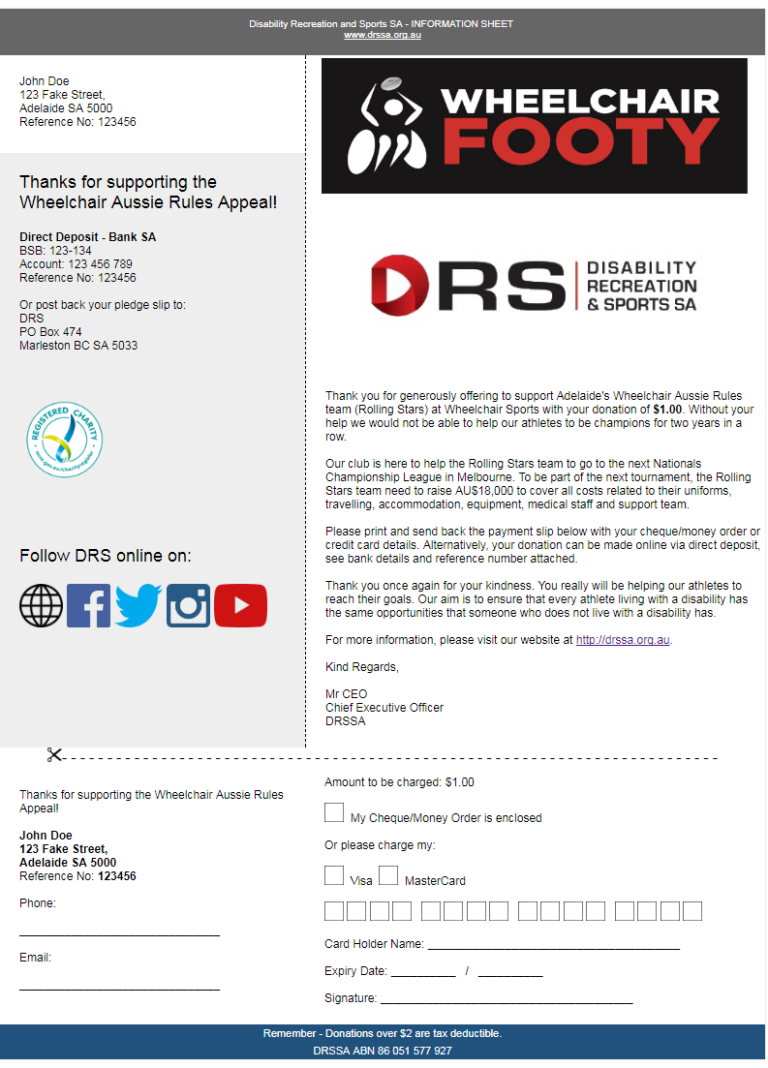 Disability Recreation and Sports SA - INFORMATION SHEET
www.drssa.org.au
John Doe
123 Fake Street,
Adelaide SA 5000
Reference No: 123456
Thanks for supporting the
Wheelchair Aussie Rules Appeal!
Direct Deposit - Bank SA
BSB: 123-134
Account: 123 456 789
Reference No: 123456
Or post back your pledge slip to:
DRS
PO Box 474
Marleston BC SA 5033
REGISTERED CHARITY
Follow DRS online on:
WHEELCHAIR
FOOTY
DRS
DISABILITY
RECREATION
& SPORTS SA
Thank you for generously offering to support Adelaide's Wheelchair Aussie Rules
team (Rolling Stars) at Wheelchair Sports with your donation of $1.00. Without your
help we would not be able to help our athletes to be champions for two years in a
row.
Our club is here to help the Rolling Stars team to go to the next Nationals
Championship League in Melbourne. To be part of the next tournament, the Rolling
Stars team need to raise AU$18,000 to cover all costs related to their uniforms,
travelling, accommodation, equipment, medical staff and support team.
Please print and send back the payment slip below with your cheque/money order or
credit card details. Alternatively, your donation can be made online via direct deposit,
see bank details and reference number attached.
Thank you once again for your kindness. You really will be helping our athletes to
reach their goals. Our aim is to ensure that every athlete living with a disability has
the same opportunities that someone who does not live with a disability has.
For more information, please visit our website at http://drssa.org.au.
Kind Regards,
Mr CEO
Chief Executive Officer
DRSSA
Thanks for supporting the Wheelchair Aussie Rules
Appeal!
John Doe
123 Fake Street,
Adelaide SA 5000
Reference No: 123456
Phone:
Email:
Amount to be charged: $1.00
My Cheque/Money Order is enclosed
Or please charge my:
Visa MasterCard
Card Holder Name:
Expiry Date: /
Signature:
Remember - Donations over $2 are tax deductible.
DRSSA ABN 86 051 577 927